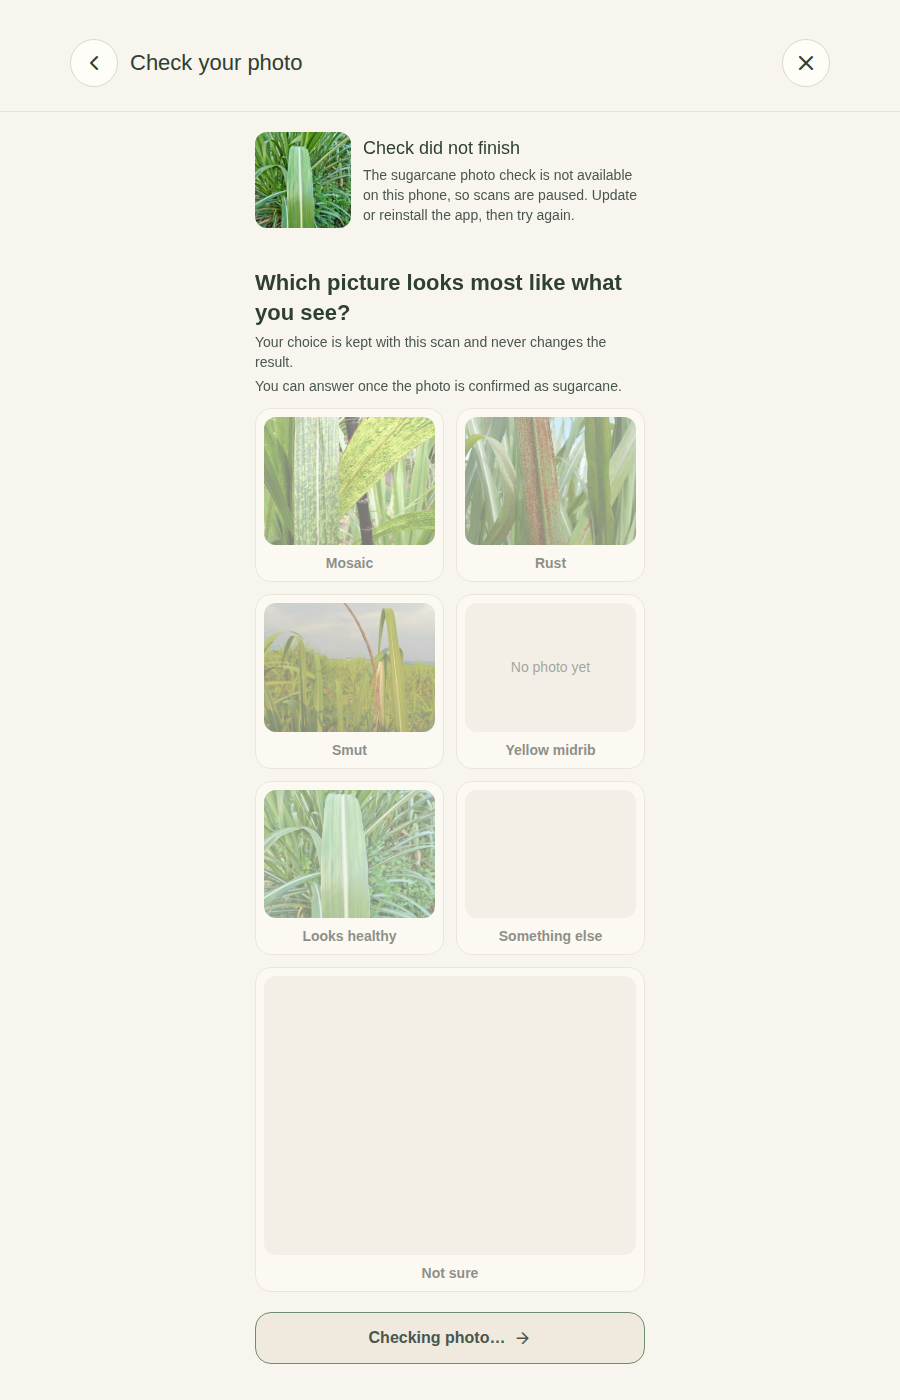 Check your photo
Check did not finish
The sugarcane photo check is not available
on this phone, so scans are paused. Update
or reinstall the app, then try again.
Which picture looks most like what
you see?
Your choice is kept with this scan and never changes the
result.
You can answer once the photo is confirmed as sugarcane.
Mosaic
Rust
Smut
No photo yet
Yellow midrib
Looks healthy
Something else
Not sure
Checking photo…